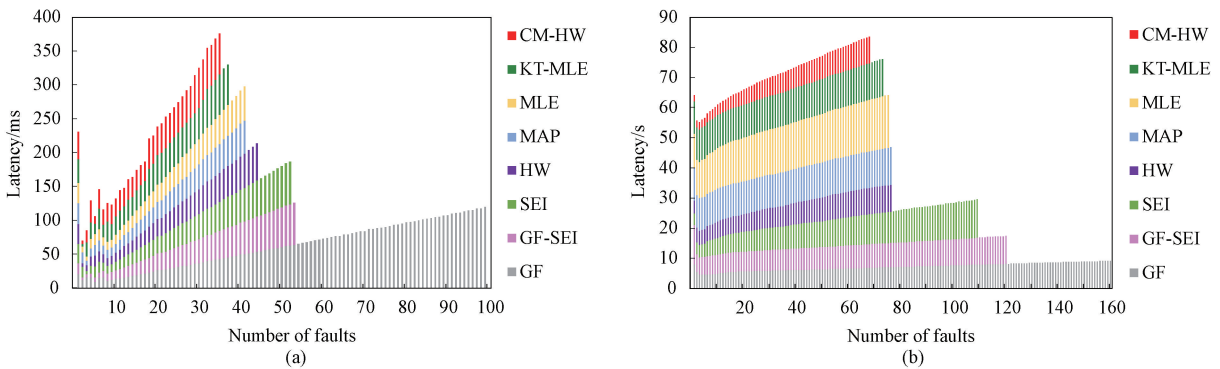 400
350
300
250
200
150
100
50
0
Latency/ms
10 20 30 40 50 60 70 80 90 100
Number of faults
(a)
CM-HW
KT-MLE
MLE
MAP
HW
SEI
GF-SEI
GF
90
80
70
60
50
40
30
20
10
0
Latency/s
20 40 60 80 100 120 140 160
Number of faults
(b)
CM-HW
KT-MLE
MLE
MAP
HW
SEI
GF-SEI
GF